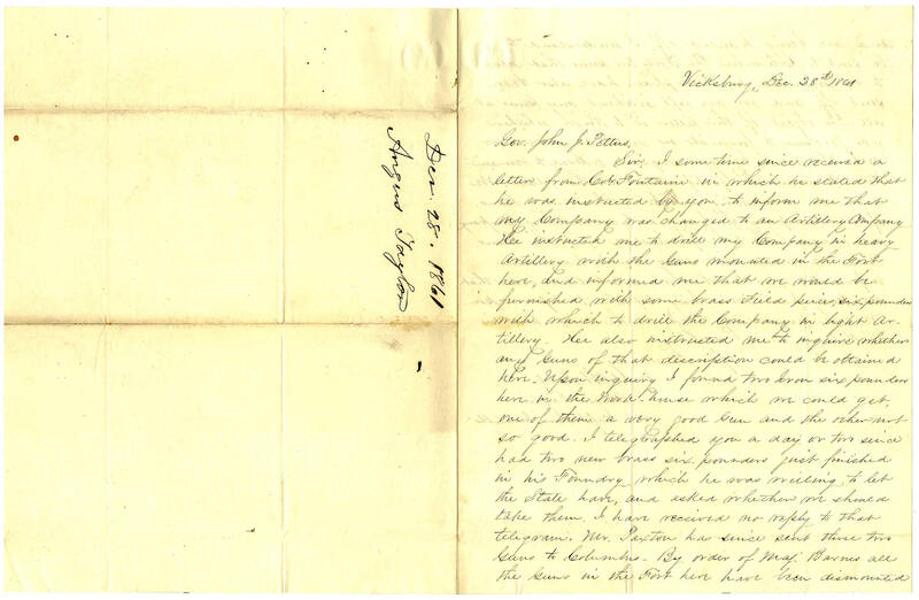 Dec. 28. 1861
Angus Taylor
Vicksburg, Dec. 28th 1861
Gov. John J. Pettus,
Sir, I some time since received a
letter from Col. Fontaine in which he stated that
he was instructed by you, to inform me that
my Company was changed to an Artillery Company
He instructed me to drill my Company in heavy
Artillery with the Guns mounted in the Fort
here, and informed me that we would be
furnished with some brass Field pieces, six pounders
with which to drill the Company in light Ar-
tillery. He also instructed me to inquire whether
any Guns of that description could be obtained
here. Upon inquiry I found two Iron six pounders
here in the Work-house which we could get,
one of them a very good Gun and the other not
so good. I telegraphed you a day or two since
had two new brass six pounders just finished
in his Foundry which he was willing to let
the State have, and asked whether we should
take them. I have received no reply to that
telegram. Mr. Paxton has since sent those two
Guns to Columbus. By order of Maj. Barnes all
the Guns in the Fort here have been dismounted